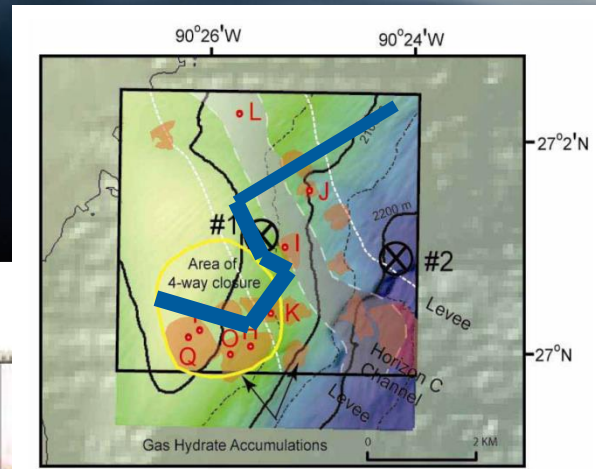 90°26'W
90°24'W
L
27°2'N
2100
J
2200 m
#1
I
#2
Area of
4-way closure
K
Levee
O
H
Q
Horizon C
Channel
27°N
Levee
Gas Hydrate Accumulations
0
2 KM